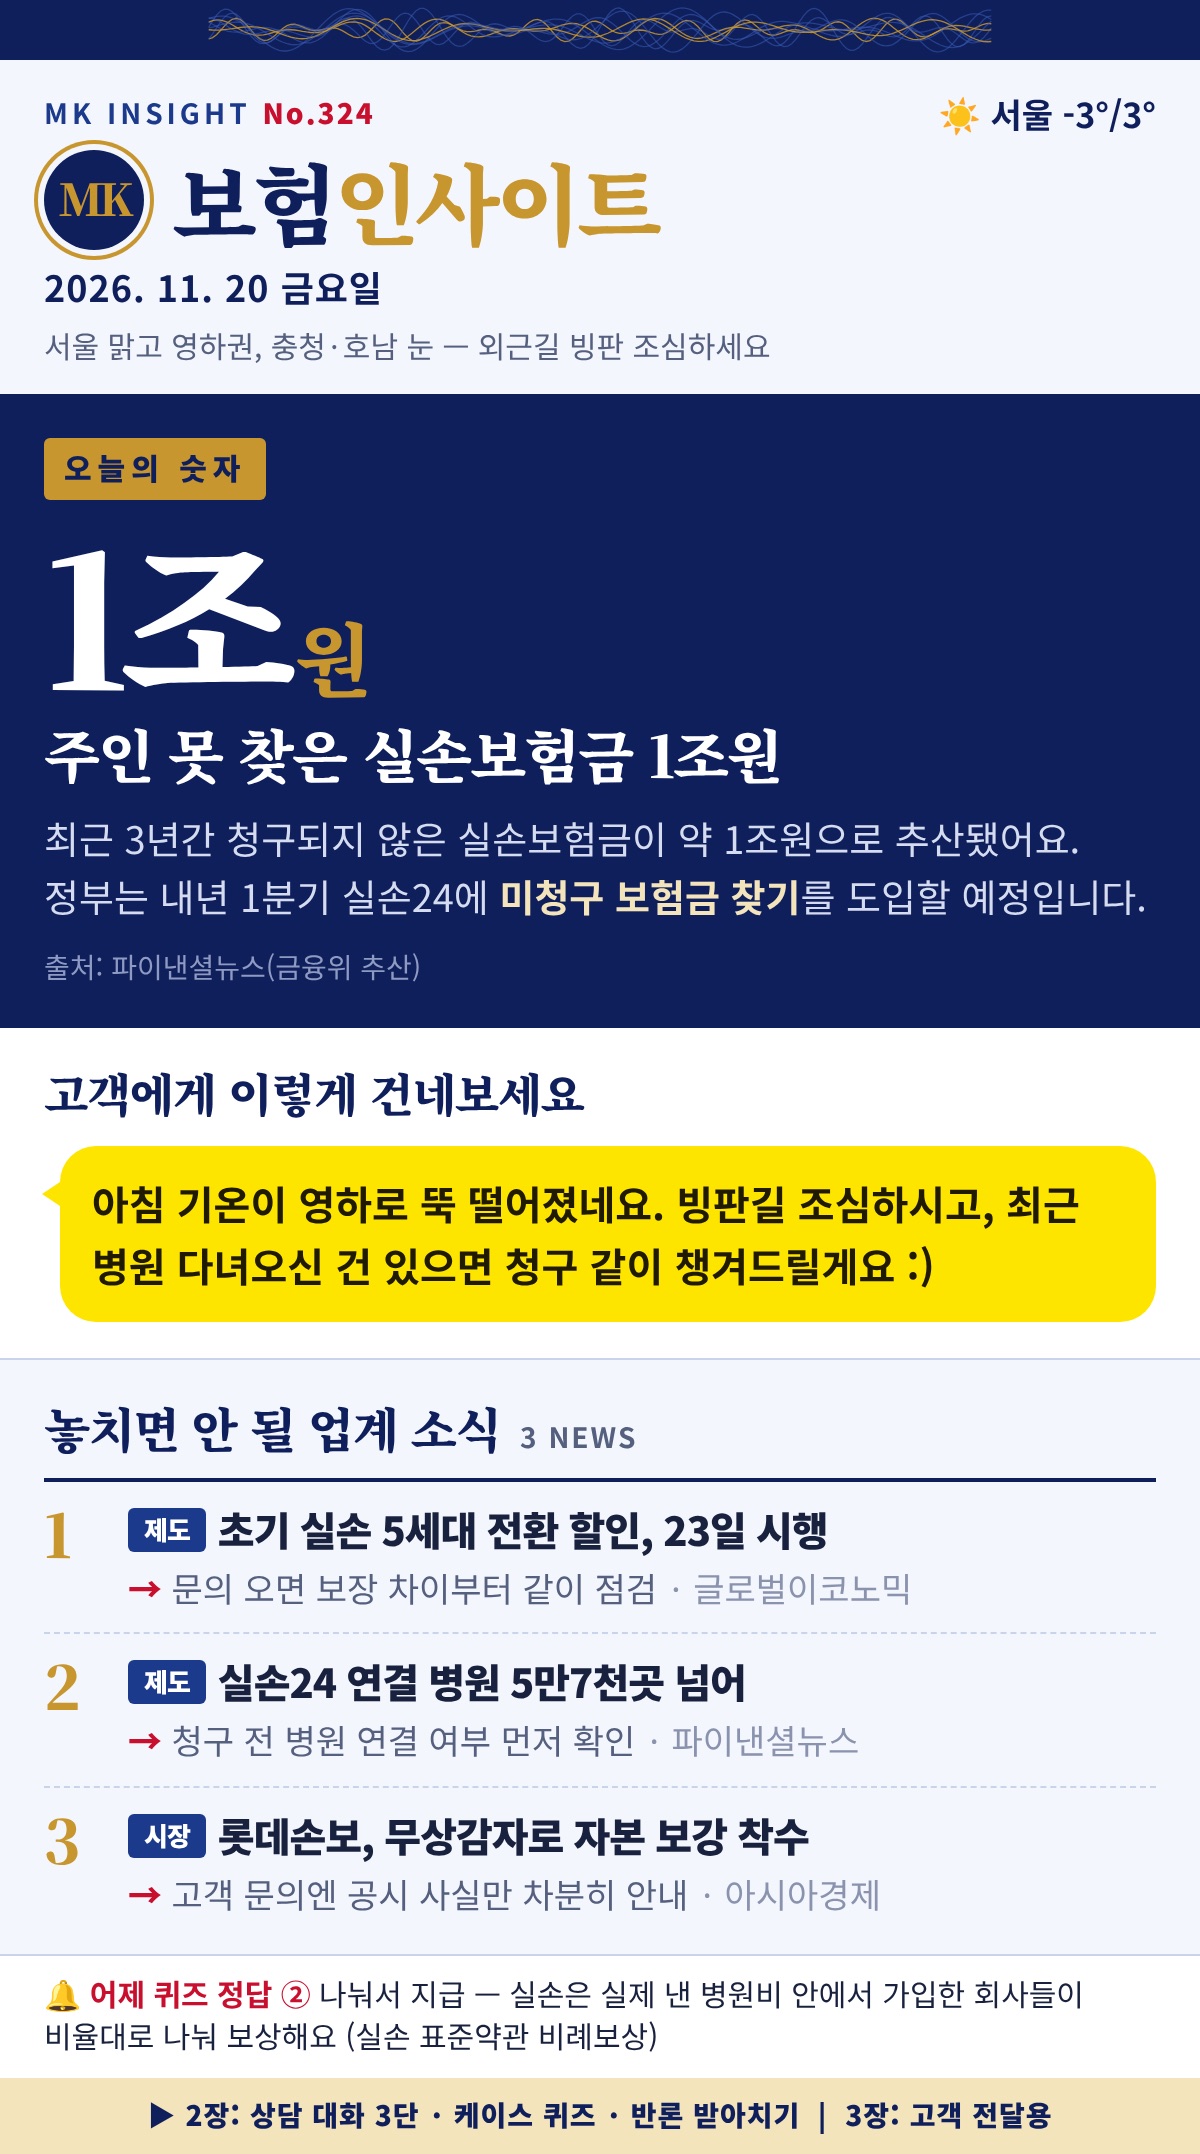 MK INSIGHT No.324
☀️ 서울 -3°/3°
MK 보험인사이트
2026. 11. 20 금요일
서울 맑고 영하권, 충청·호남 눈 — 외근길 빙판 조심하세요
오늘의 숫자
1조원
주인 못 찾은 실손보험금 1조원
최근 3년간 청구되지 않은 실손보험금이 약 1조원으로 추산됐어요.
정부는 내년 1분기 실손24에 미청구 보험금 찾기를 도입할 예정입니다.
출처: 파이낸셜뉴스(금융위 추산)
고객에게 이렇게 건네보세요
아침 기온이 영하로 뚝 떨어졌네요. 빙판길 조심하시고, 최근
병원 다녀오신 건 있으면 청구 같이 챙겨드릴게요 :)
놓치면 안 될 업계 소식 3 NEWS
1 제도 초기 실손 5세대 전환 할인, 23일 시행
→ 문의 오면 보장 차이부터 같이 점검 · 글로벌이코노믹
2 제도 실손24 연결 병원 5만7천곳 넘어
→ 청구 전 병원 연결 여부 먼저 확인 · 파이낸셜뉴스
3 시장 롯데손보, 무상감자로 자본 보강 착수
→ 고객 문의엔 공시 사실만 차분히 안내 · 아시아경제
🔔 어제 퀴즈 정답 ② 나눠서 지급 — 실손은 실제 낸 병원비 안에서 가입한 회사들이
비율대로 나눠 보상해요 (실손 표준약관 비례보상)
▶ 2장: 상담 대화 3단 · 케이스 퀴즈 · 반론 받아치기 | 3장: 고객 전달용